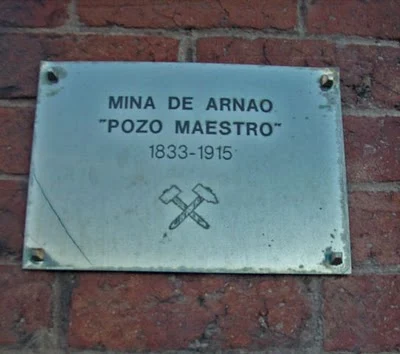 MINA DE ARNAO
"POZO MAESTRO"
1833-1915